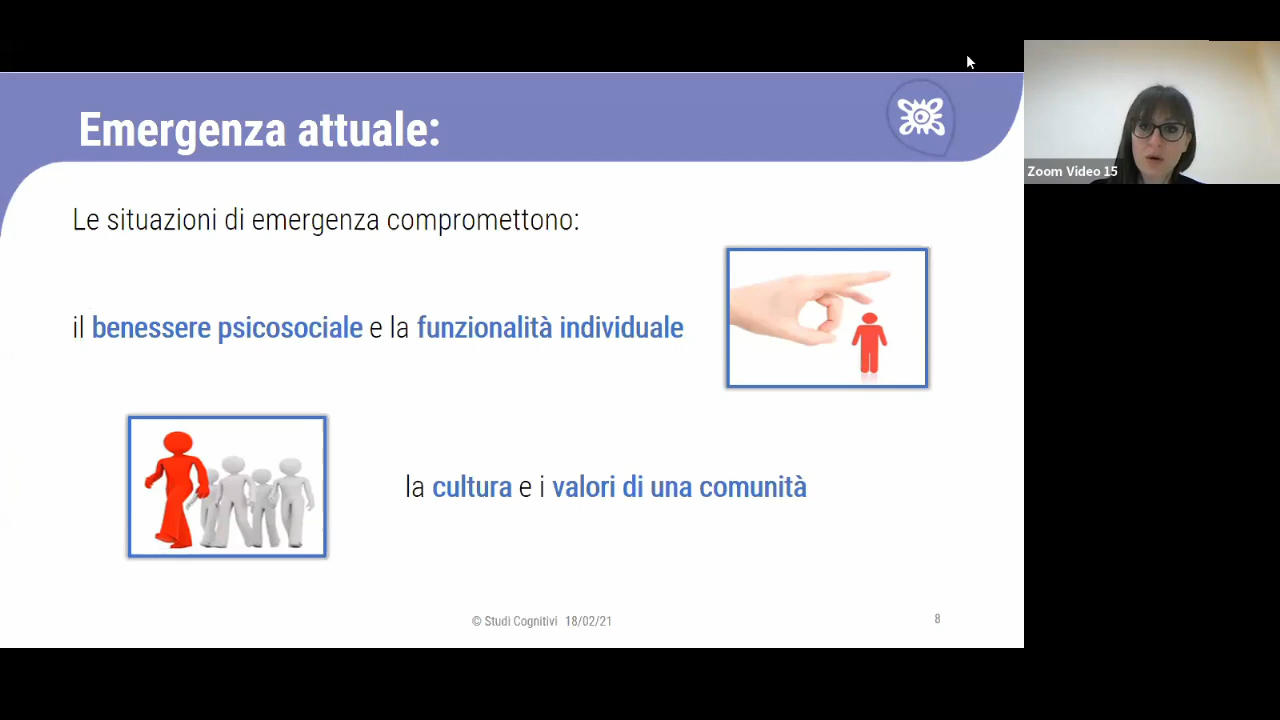 Emergenza attuale:
Zoom Video 15
Le situazioni di emergenza compromettono:
il benessere psicosociale e la funzionalità individuale
la cultura e i valori di una comunità
© Studi Cognitivi 18/02/21
8